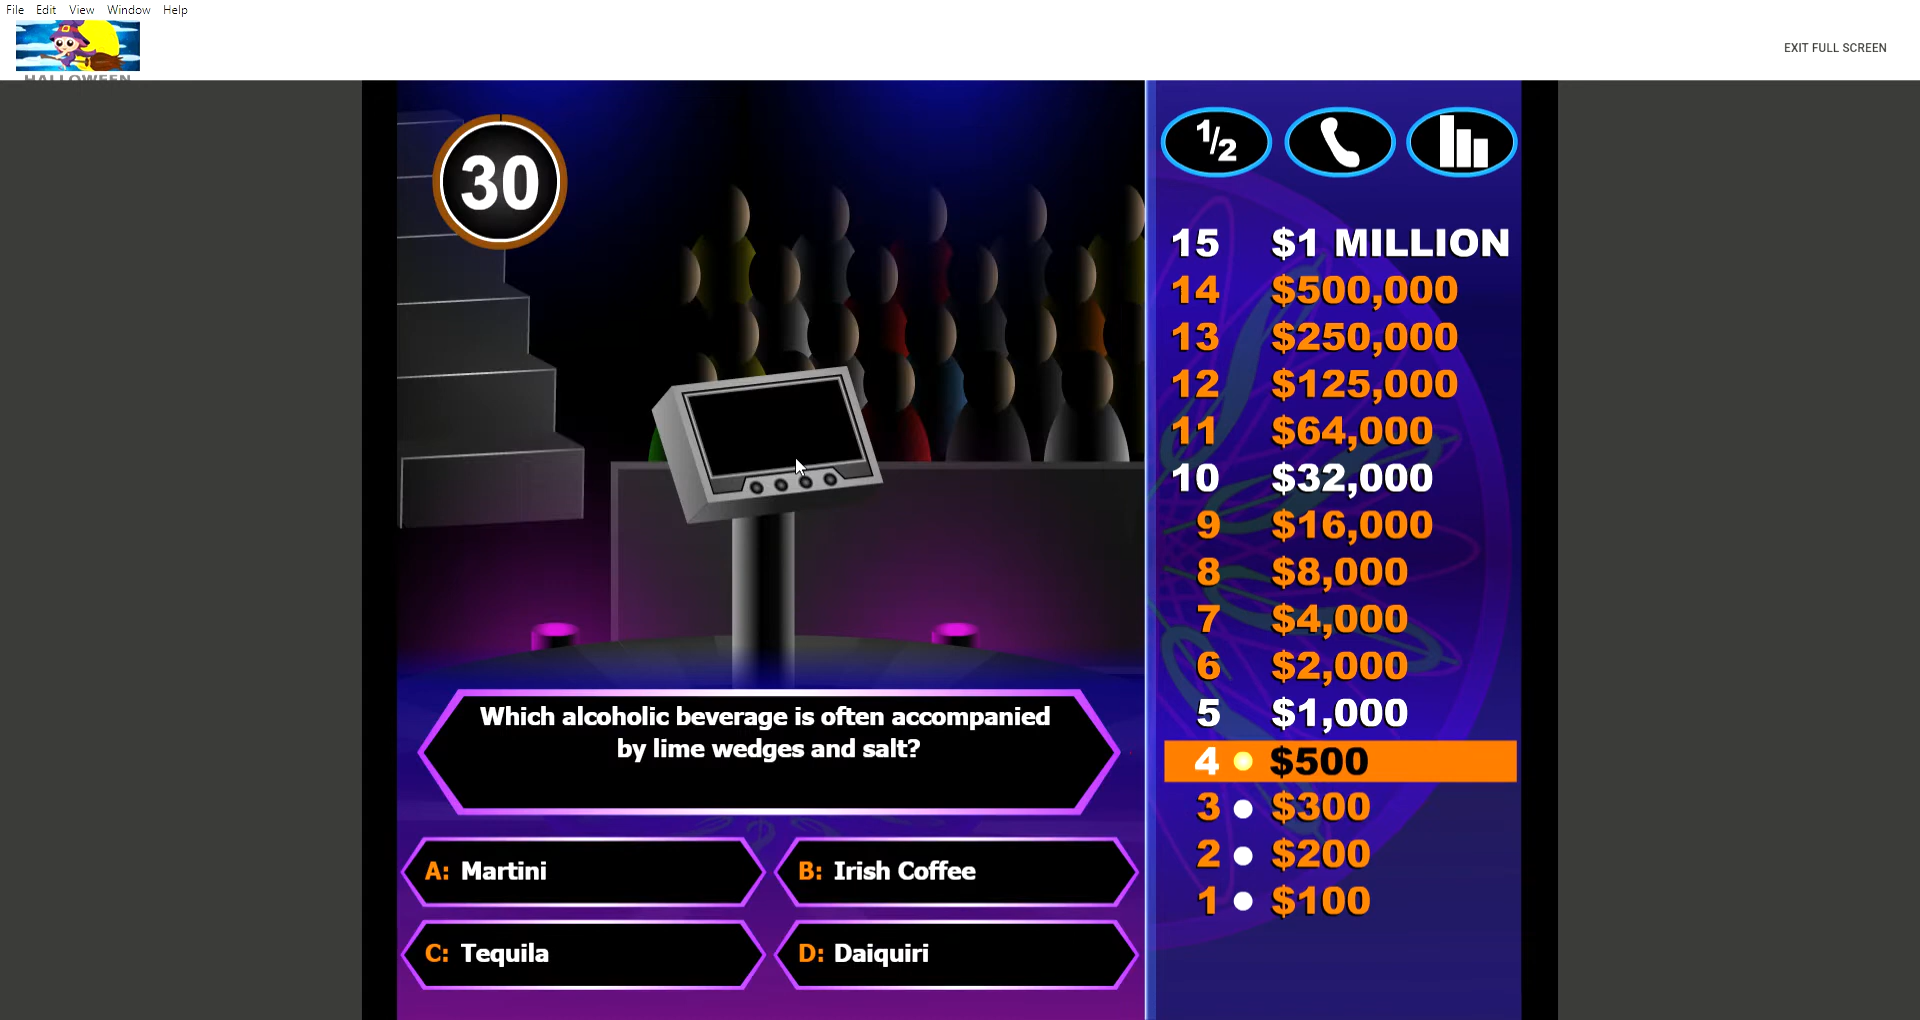 File Edit View Window Help
HALLOWEEN
EXIT FULL SCREEN
30
1/2
15 $1 MILLION
14 $500,000
13 $250,000
12 $125,000
11 $64,000
10 $32,000
9 $16,000
8 $8,000
7 $4,000
6 $2,000
5 $1,000
4 $500
3 $300
2 $200
1 $100
Which alcoholic beverage is often accompanied
by lime wedges and salt?
A: Martini
B: Irish Coffee
C: Tequila
D: Daiquiri